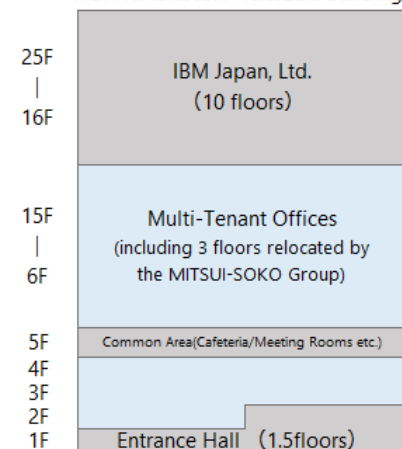 25F
|
16F
IBM Japan, Ltd.
(10 floors)
15F
|
6F
Multi-Tenant Offices
(including 3 floors relocated by
the MITSUI-SOKO Group)
5F
Common Area(Cafeteria/Meeting Rooms etc.)
4F
3F
2F
1F
Entrance Hall (1.5floors)